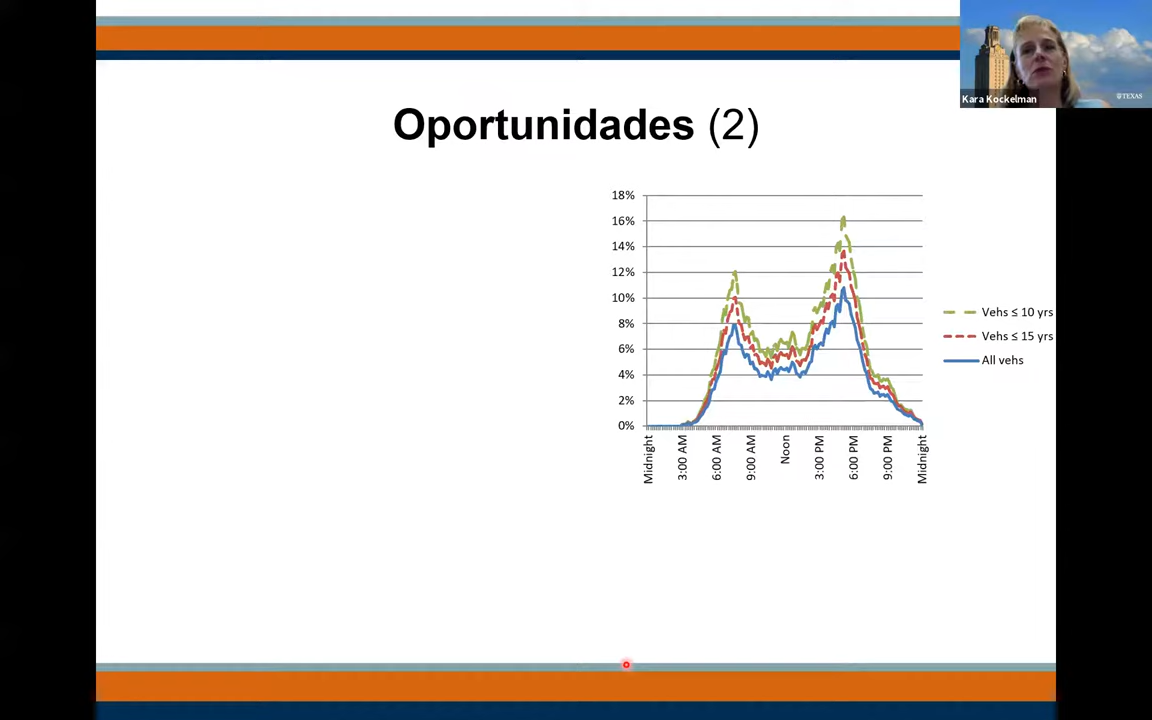 Kara Kockelman
TEXAS
Oportunidades (2)
18%
16%
14%
12%
10%
8%
6%
4%
2%
0%
Midnight
3:00 AM
6:00 AM
9:00 AM
Noon
3:00 PM
6:00 PM
9:00 PM
Midnight
Vehs ≤ 10 yrs
Vehs ≤ 15 yrs
All vehs